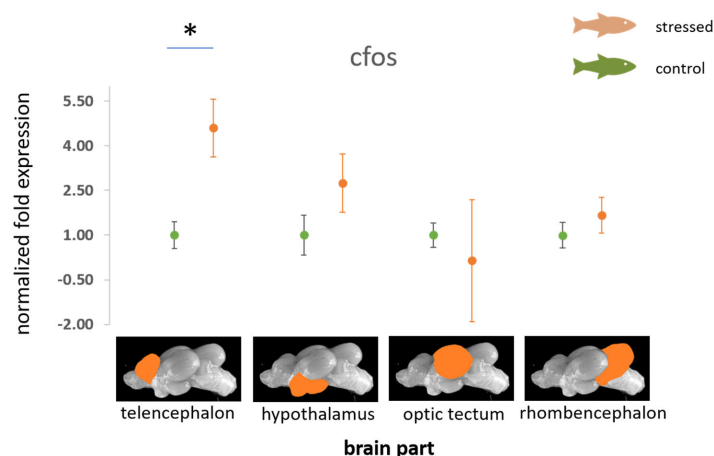 *
cfos
stressed
control
normalized fold expression
5.50
4.00
2.50
1.00
-0.50
-2.00
telencephalon
hypothalamus
optic tectum
rhombencephalon
brain part